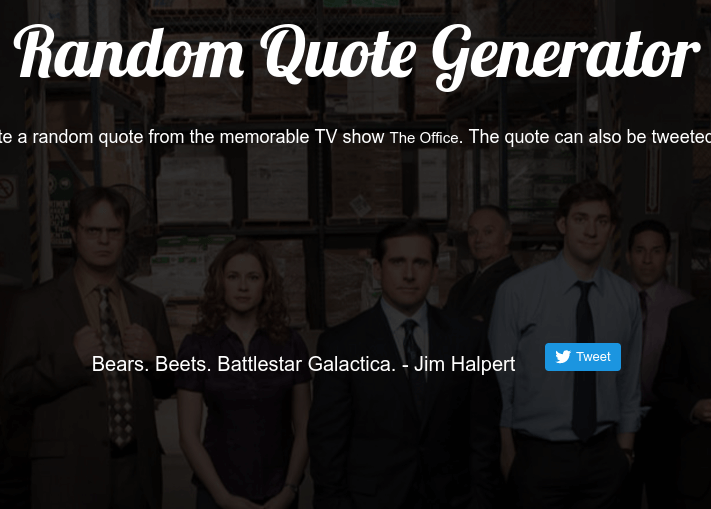 Random Quote Generator
te a random quote from the memorable TV show The Office. The quote can also be tweeted
Bears. Beets. Battlestar Galactica. - Jim Halpert
Tweet